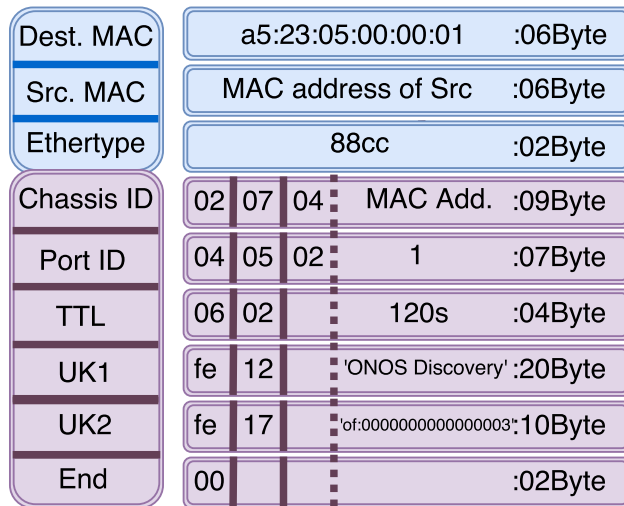 Dest. MAC a5:23:05:00:00:01 :06Byte
Src. MAC MAC address of Src :06Byte
Ethertype 88cc :02Byte
Chassis ID 02 07 04 MAC Add. :09Byte
Port ID 04 05 02 1 :07Byte
TTL 06 02 120s :04Byte
UK1 fe 12 'ONOS Discovery' :20Byte
UK2 fe 17 'of:0000000000000003' :10Byte
End 00 :02Byte